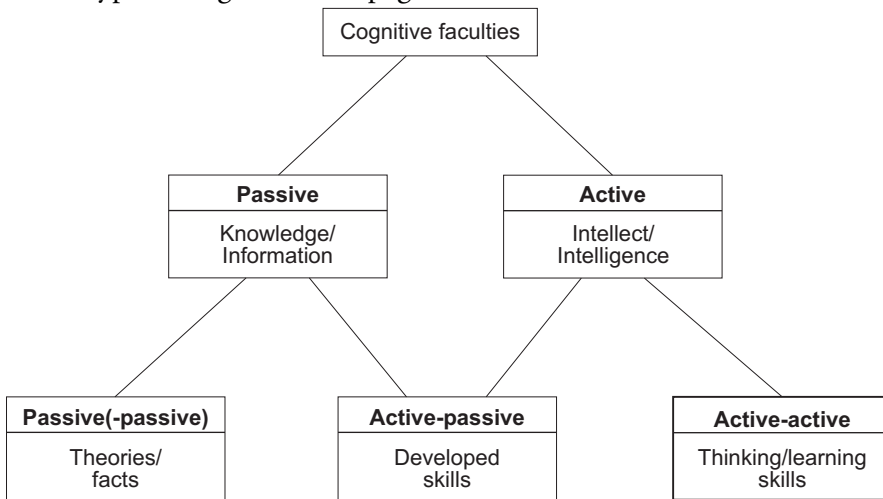 Cognitive faculties
Passive
Knowledge/
Information
Active
Intellect/
Intelligence
Passive(-passive)
Theories/
facts
Active-passive
Developed
skills
Active-active
Thinking/learning
skills